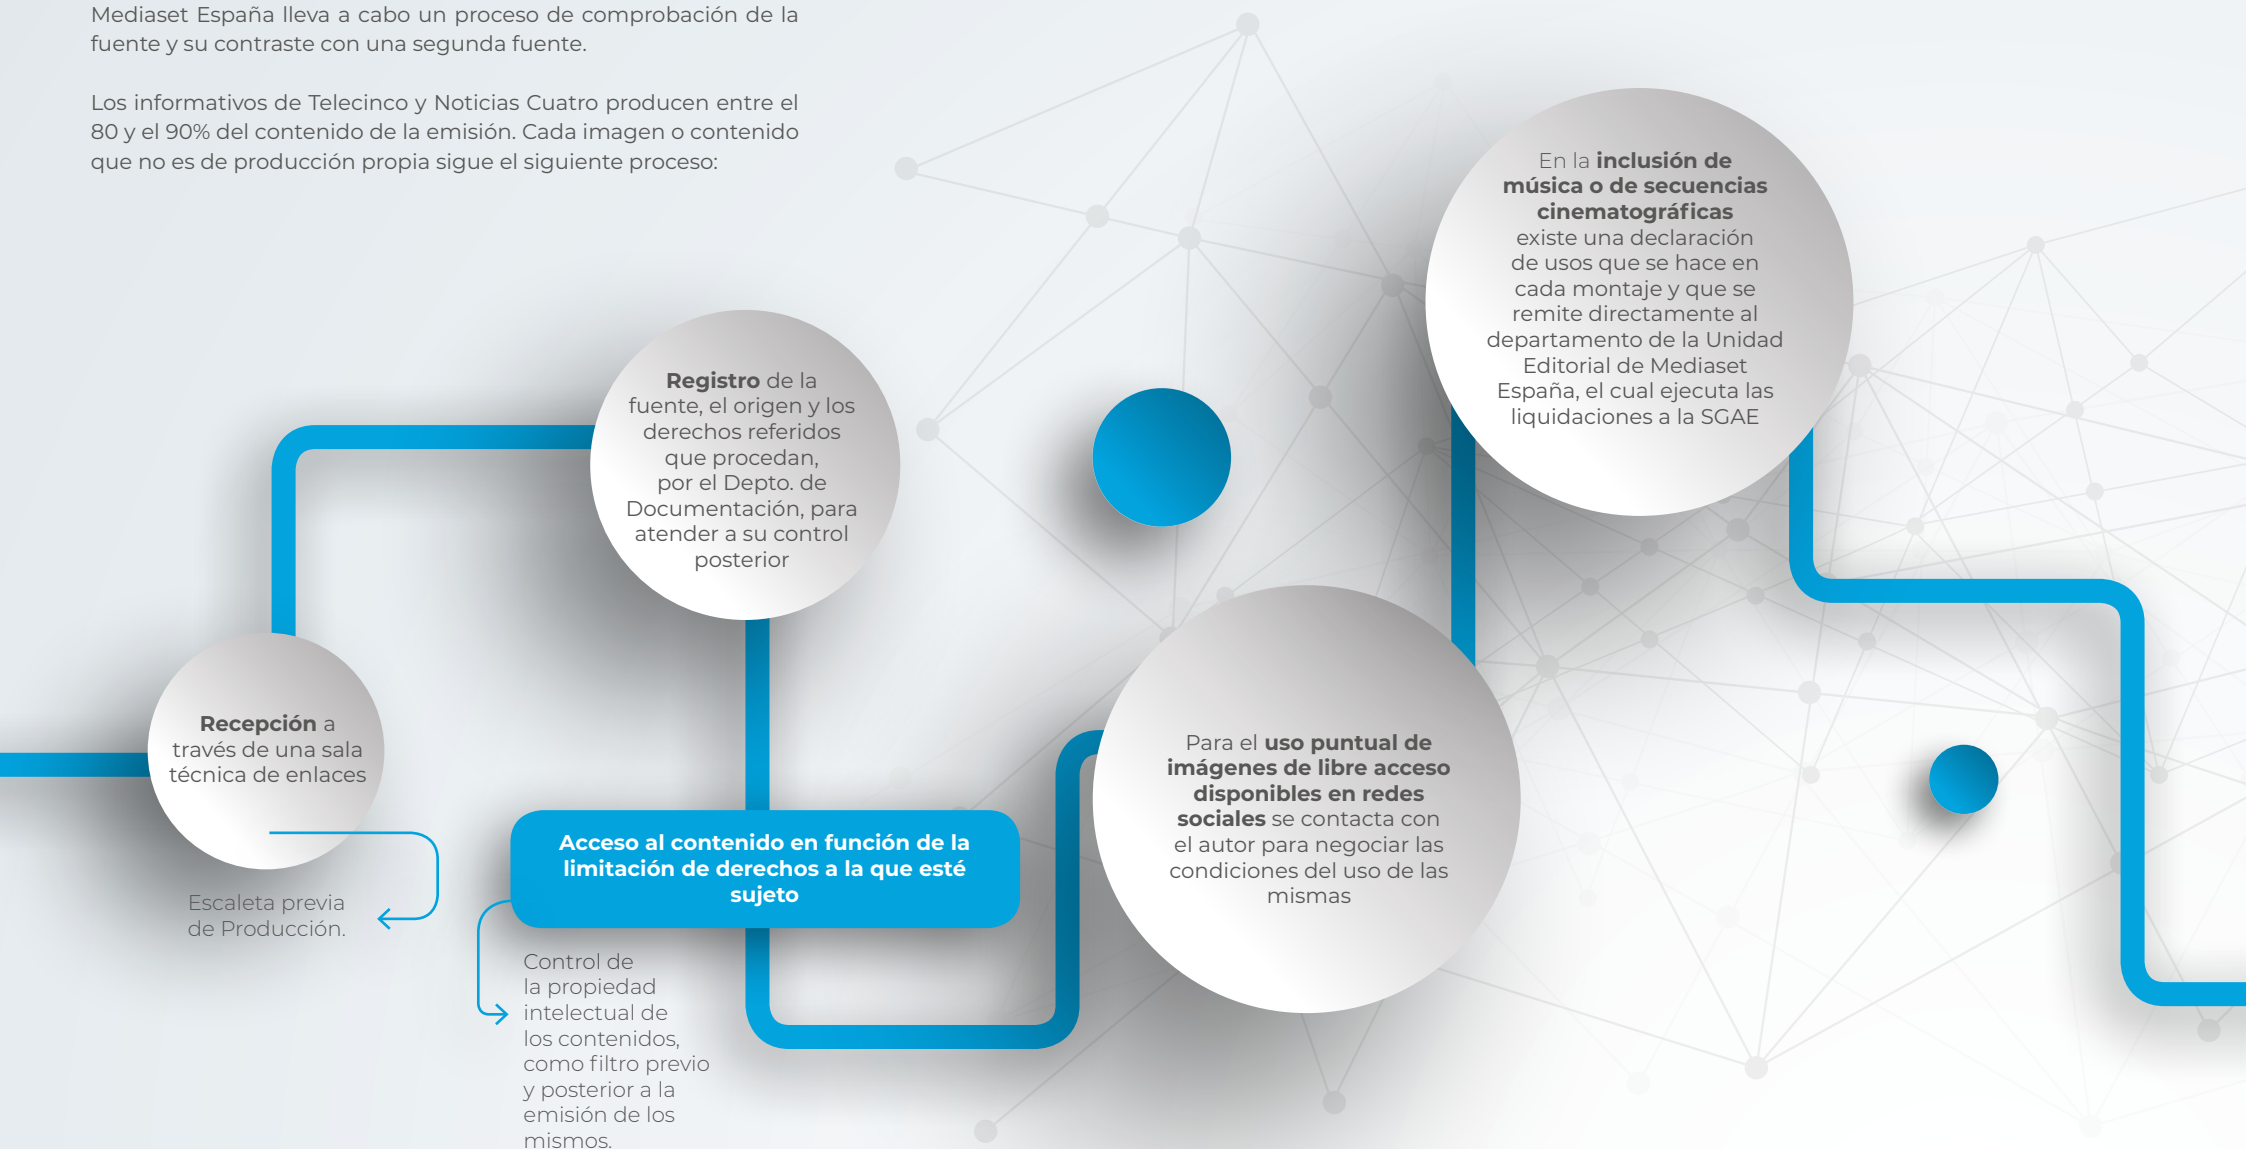 Mediaset España lleva a cabo un proceso de comprobación de la
fuente y su contraste con una segunda fuente.
Los informativos de Telecinco y Noticias Cuatro producen entre el
80 y el 90% del contenido de la emisión. Cada imagen o contenido
que no es de producción propia sigue el siguiente proceso:
Recepción a
través de una sala
técnica de enlaces
Escaleta previa
de Producción.
Registro de la
fuente, el origen y los
derechos referidos
que procedan,
por el Depto. de
Documentación, para
atender a su control
posterior
Acceso al contenido en función de la
limitación de derechos a la que esté
sujeto
Control de
la propiedad
intelectual de
los contenidos,
como filtro previo
y posterior a la
emisión de los
mismos.
Para el uso puntual de
imágenes de libre acceso
disponibles en redes
sociales se contacta con
el autor para negociar las
condiciones del uso de las
mismas
En la inclusión de
música o de secuencias
cinematográficas
existe una declaración
de usos que se hace en
cada montaje y que se
remite directamente al
departamento de la Unidad
Editorial de Mediaset
España, el cual ejecuta las
liquidaciones a la SGAE